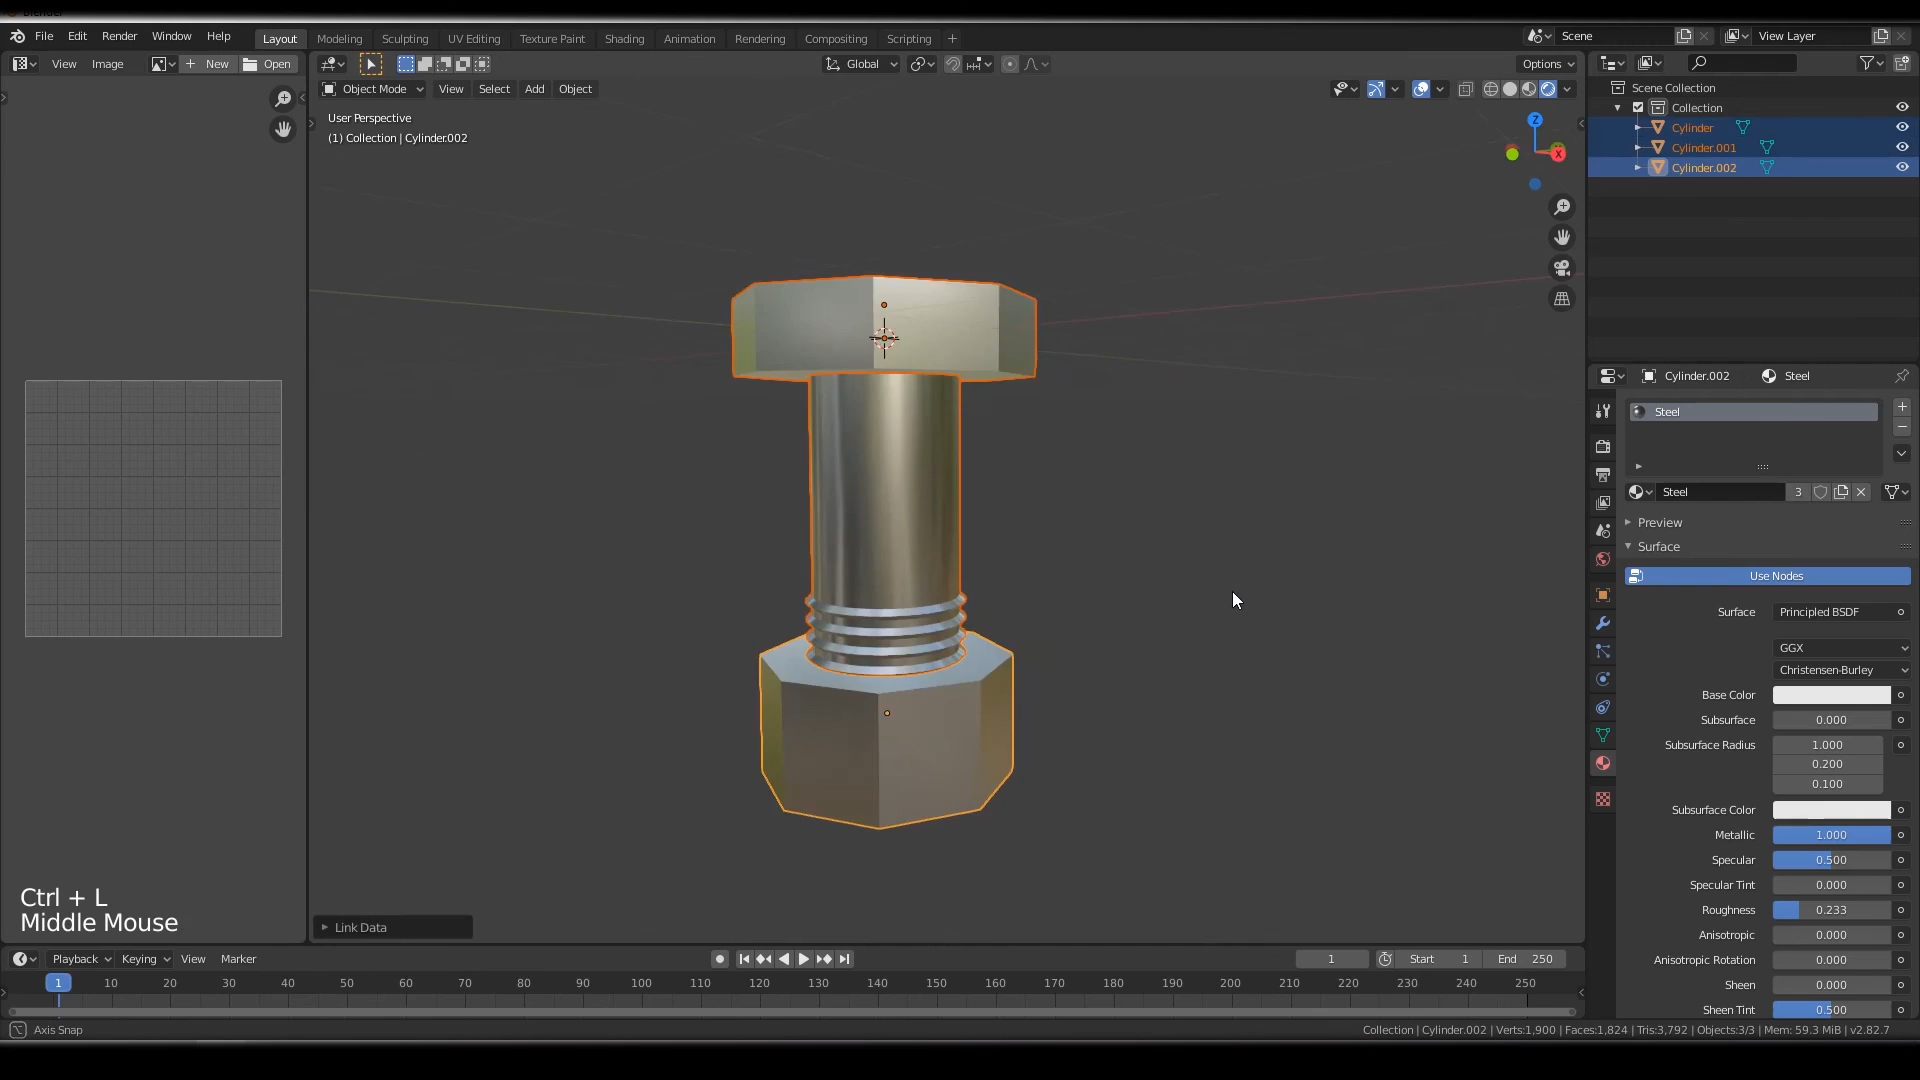 File Edit Render Window Help Layout Modeling Sculpting UV Editing Texture Paint Shading Animation Rendering Compositing Scripting + Scene View Layer
View Image New Open Global Options
Object Mode View Select Add Object
User Perspective
(1) Collection | Cylinder.002
Z
X
Scene Collection
Collection
Cylinder
Cylinder.001
Cylinder.002
Cylinder.002 Steel
Steel
Steel 3
Preview
Surface
Use Nodes
Surface Principled BSDF
GGX
Christensen-Burley
Base Color
Subsurface 0.000
Subsurface Radius 1.000
0.200
0.100
Subsurface Color
Metallic 1.000
Specular 0.500
Specular Tint 0.000
Roughness 0.233
Anisotropic 0.000
Anisotropic Rotation 0.000
Sheen 0.000
Sheen Tint 0.500
Ctrl + L
Middle Mouse
Link Data
Playback Keying View Marker 1 Start 1 End 250
1 10 20 30 40 50 60 70 80 90 100 110 120 130 140 150 160 170 180 190 200 210 220 230 240 250
Axis Snap
Collection | Cylinder.002 | Verts:1,900 | Faces:1,824 | Tris:3,792 | Objects:3/3 | Mem: 59.3 MiB | v2.82.7